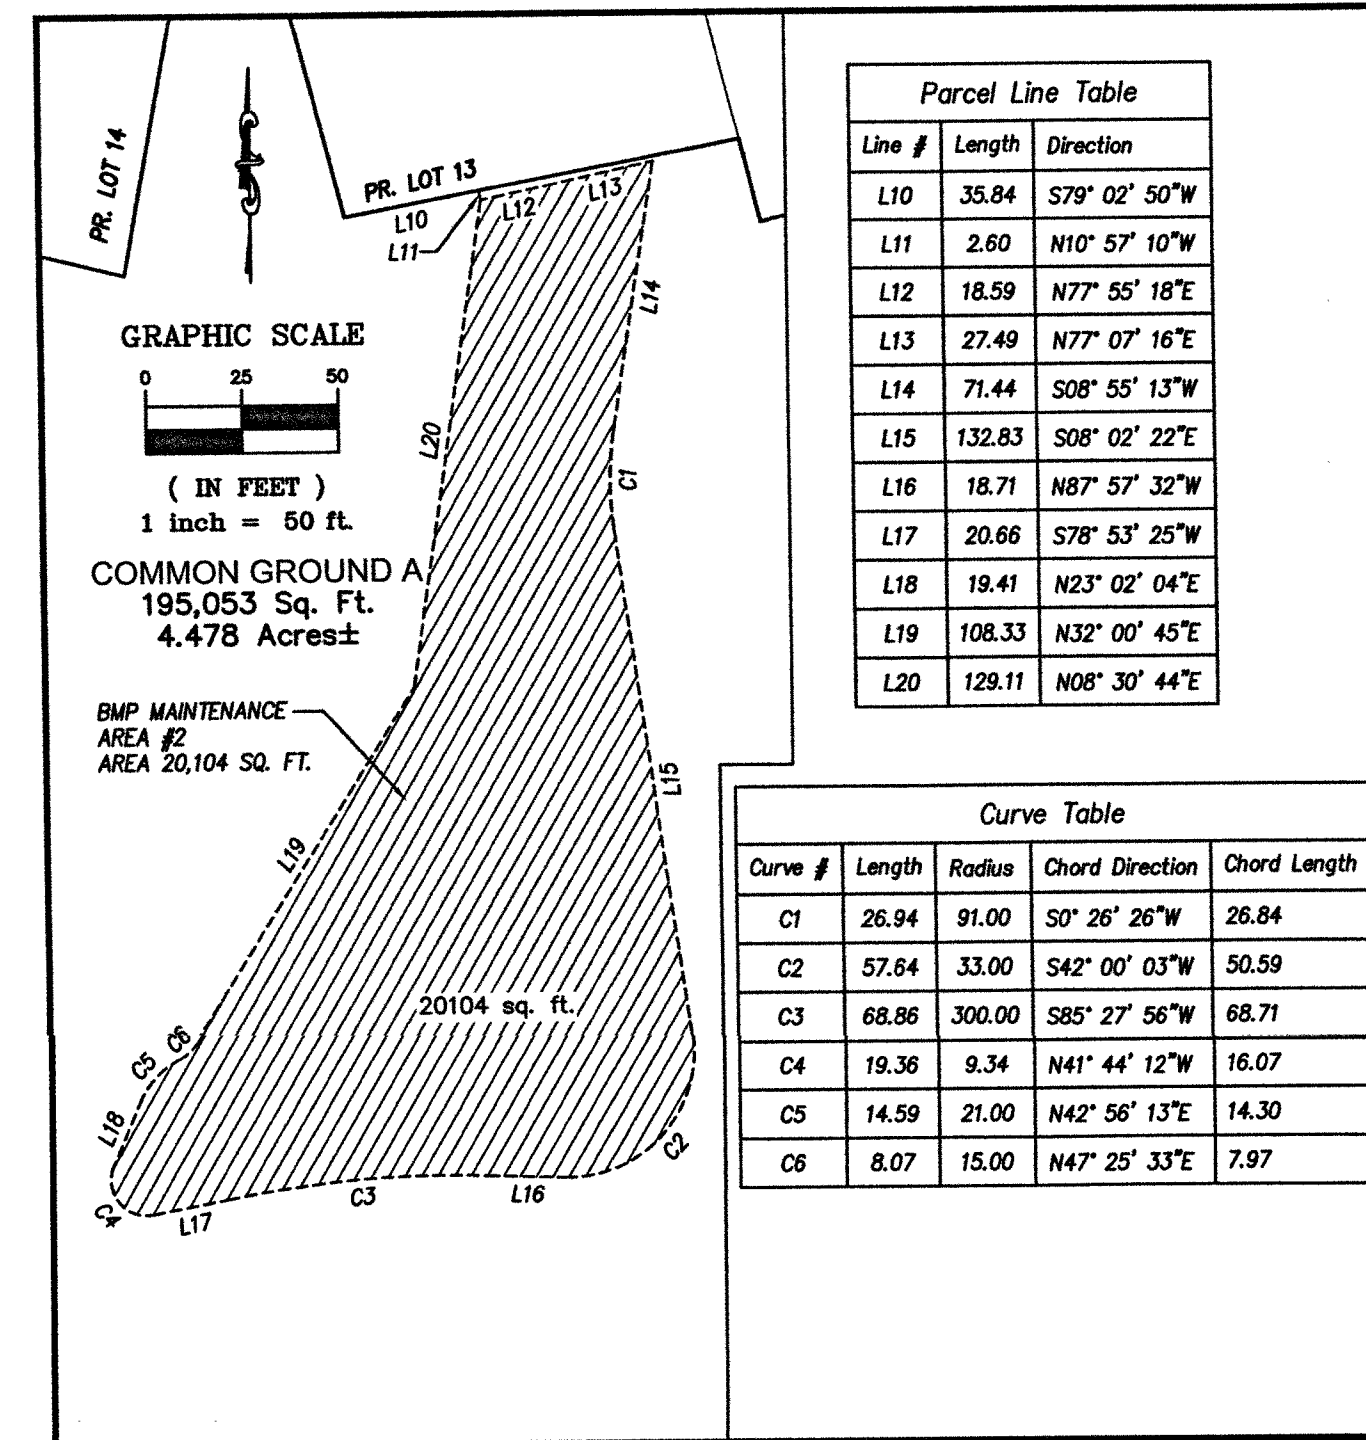 PR. LOT 14
PR. LOT 13
L10
L11
L12
L13
L14
GRAPHIC SCALE
0 25 50
( IN FEET )
1 inch = 50 ft.
L20
C1
COMMON GROUND A
195,053 Sq. Ft.
4.478 Acres±
BMP MAINTENANCE
AREA #2
AREA 20,104 SQ. FT.
L15
L19
20104 sq. ft.
C6
C5
L18
C2
C4
L17
C3
L16
Parcel Line Table
Line # Length Direction
L10 35.84 S79° 02' 50"W
L11 2.60 N10° 57' 10"W
L12 18.59 N77° 55' 18"E
L13 27.49 N77° 07' 16"E
L14 71.44 S08° 55' 13"W
L15 132.83 S08° 02' 22"E
L16 18.71 N87° 57' 32"W
L17 20.66 S78° 53' 25"W
L18 19.41 N23° 02' 04"E
L19 108.33 N32° 00' 45"E
L20 129.11 N08° 30' 44"E
Curve Table
Curve # Length Radius Chord Direction Chord Length
C1 26.94 91.00 S0° 26' 26"W 26.84
C2 57.64 33.00 S42° 00' 03"W 50.59
C3 68.86 300.00 S85° 27' 56"W 68.71
C4 19.36 9.34 N41° 44' 12"W 16.07
C5 14.59 21.00 N42° 56' 13"E 14.30
C6 8.07 15.00 N47° 25' 33"E 7.97